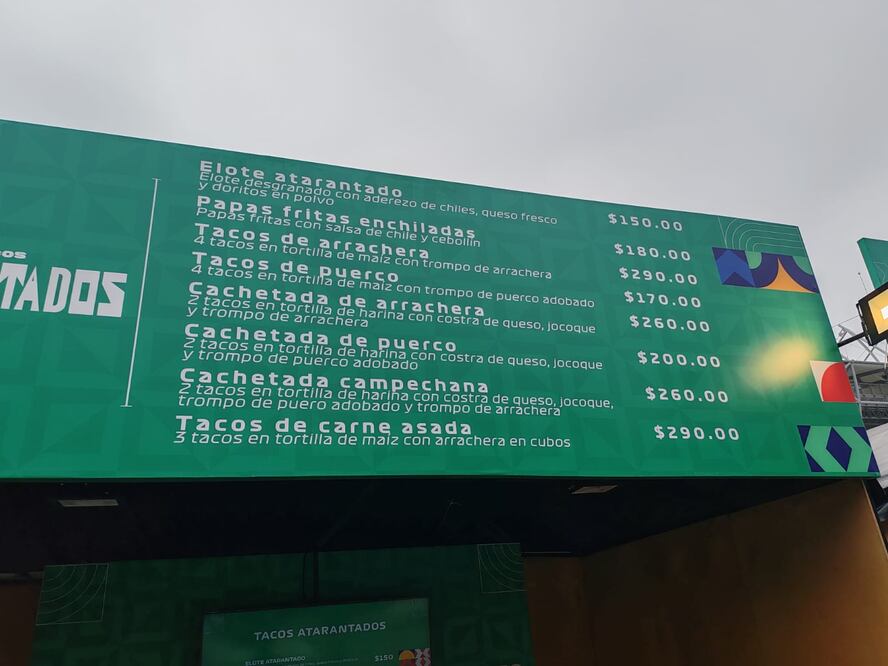 TADOS
Elote atarantado
Elote desgranado con aderezo de chiles, queso fresco
y doritos en polvo
$150.00
Papas fritas enchiladas
Papas fritas con salsa de chile y cebollin
$180.00
Tacos de arrachera
4 tacos en tortilla de maiz con trompo de arrachera
$290.00
Tacos de puerco
4 tacos en tortilla de maiz con trompo de puerco adobado
$170.00
Cachetada de arrachera
2 tacos en tortilla de harina con costra de queso, jocoque
y trompo de arrachera
$260.00
Cachetada de puerco
2 tacos en tortilla de harina con costra de queso, jocoque
y trompo de puerco adobado
$200.00
Cachetada campechana
2 tacos en tortilla de harina con costra de queso, jocoque,
trompo de puero adobado y trompo de arrachera
$260.00
Tacos de carne asada
3 tacos en tortilla de maiz con arrachera en cubos
$290.00
TACOS ATARANTADOS
ELOTE ATARANTADO
$150